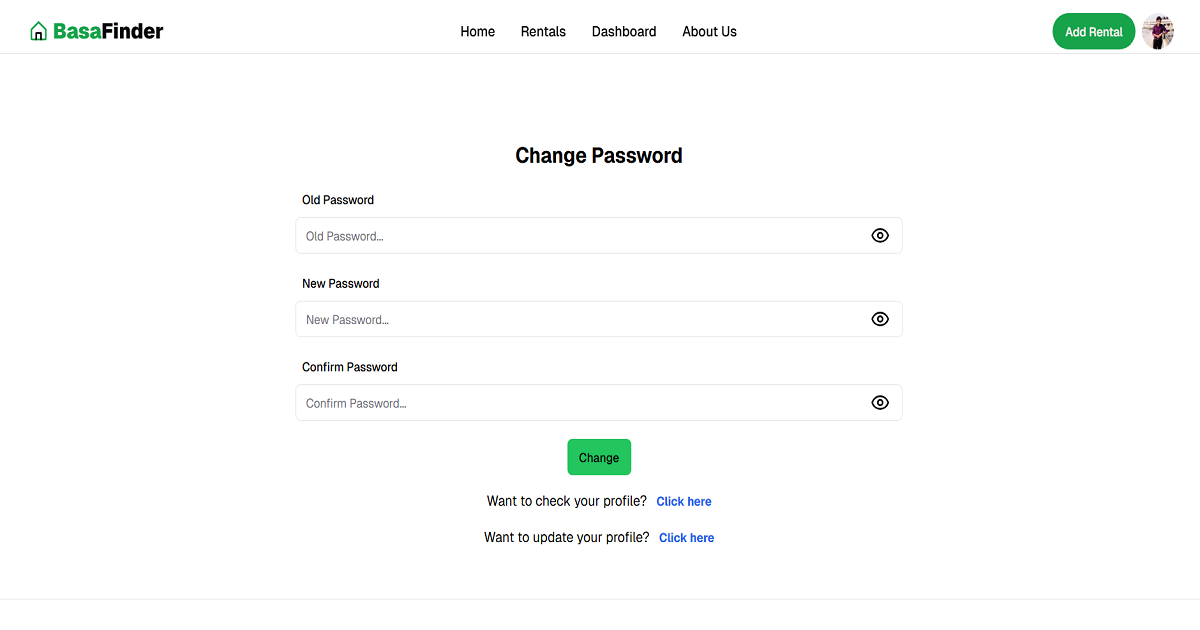 BasaFinder Home Rentals Dashboard About Us Add Rental
Change Password
Old Password
Old Password...
New Password
New Password...
Confirm Password
Confirm Password...
Change
Want to check your profile? Click here
Want to update your profile? Click here